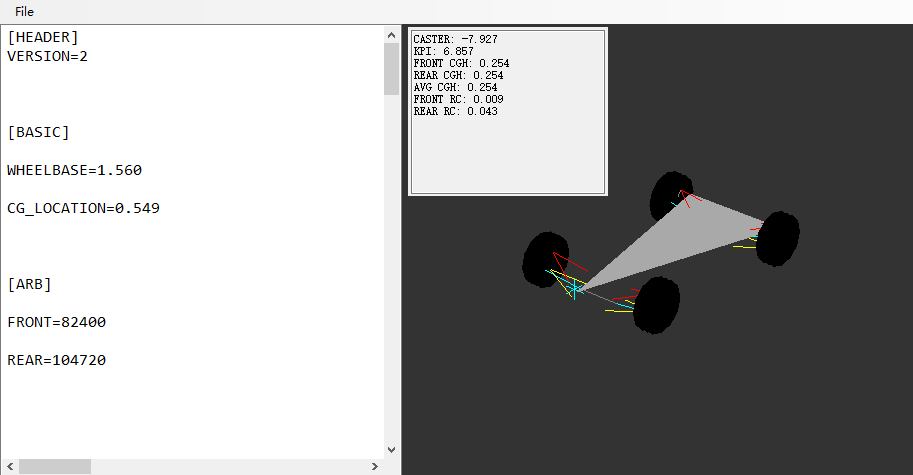 File
[HEADER]
VERSION=2
[BASIC]
WHEELBASE=1.560
CG_LOCATION=0.549
[ARB]
FRONT=82400
REAR=104720
CASTER: -7.927
KPI: 6.857
FRONT CGH: 0.254
REAR CGH: 0.254
AVG CGH: 0.254
FRONT RC: 0.009
REAR RC: 0.043